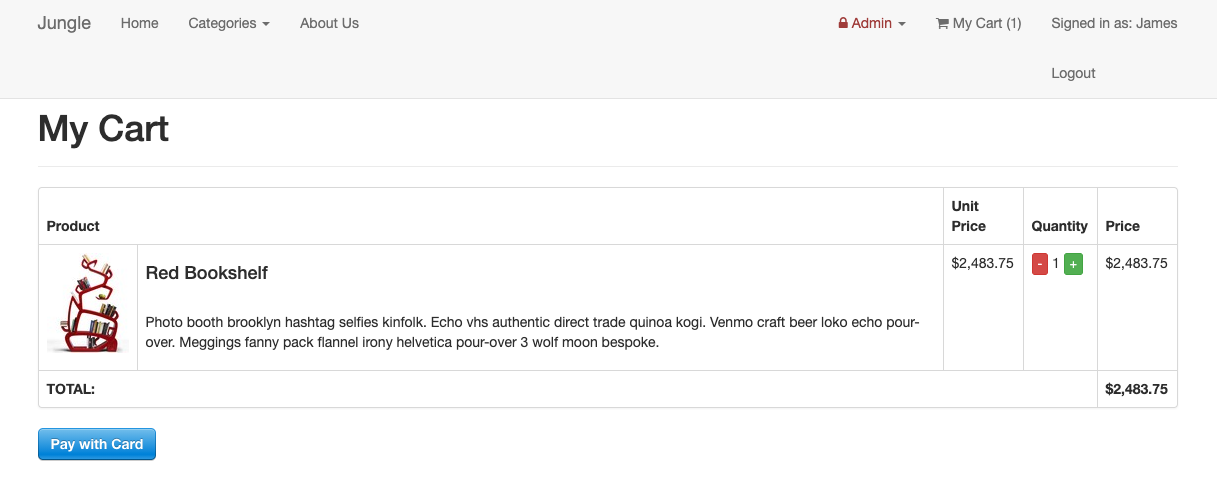 Jungle Home Categories About Us Admin My Cart (1) Signed in as: James
Logout
My Cart
Product Unit Price Quantity Price
Red Bookshelf $2,483.75 - 1 + $2,483.75
Photo booth brooklyn hashtag selfies kinfolk. Echo vhs authentic direct trade quinoa kogi. Venmo craft beer loko echo pour-
over. Meggings fanny pack flannel irony helvetica pour-over 3 wolf moon bespoke.
TOTAL: $2,483.75
Pay with Card